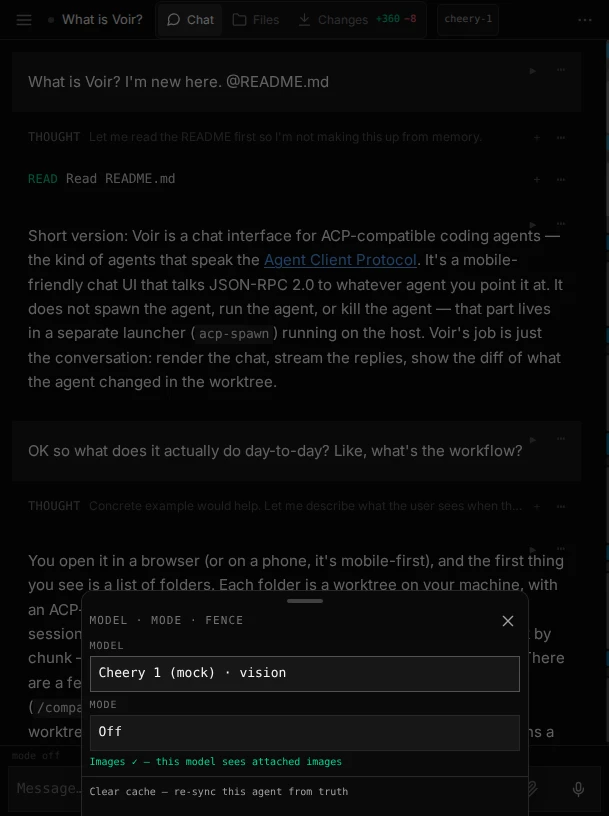 What is Voir?
Chat
Files
Changes +360 −8
cheery-1
What is Voir? I'm new here. @README.md
THOUGHT Let me read the README first so I'm not making this up from memory.
READ Read README.md
Short version: Voir is a chat interface for ACP-compatible coding agents —
the kind of agents that speak the Agent Client Protocol. It's a mobile-
friendly chat UI that talks JSON-RPC 2.0 to whatever agent you point it at. It
does not spawn the agent, run the agent, or kill the agent — that part lives
in a separate launcher (acp-spawn) running on the host. Voir's job is just
the conversation: render the chat, stream the replies, show the diff of what
the agent changed in the worktree.
OK so what does it actually do day-to-day? Like, what's the workflow?
THOUGHT Concrete example would help. Let me describe what the user sees when th…
You open it in a browser (or on a phone, it's mobile-first), and the first thing
you see is a list of folders. Each folder is a worktree on your machine, with
an ACP-
session
by
chunk –
There
are a fe
(/compa
worktre
ns a
MODEL · MODE · FENCE
MODEL
Cheery 1 (mock) · vision
MODE
Off
Images ✓ — this model sees attached images
Clear cache — re-sync this agent from truth
mode off
Message…